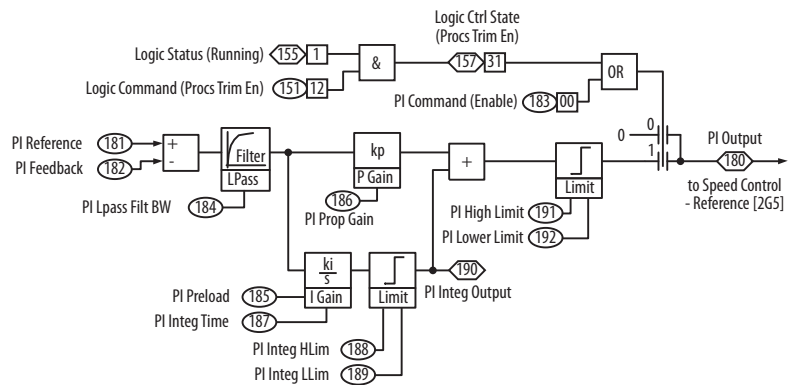 Logic Ctrl State
(Procs Trim En)
Logic Status (Running) 155 1
&
157 31
OR
Logic Command (Procs Trim En) 151 12
PI Command (Enable) 183 00
PI Reference 181
+
-
Filter
LPass
kp
P Gain
+
Limit
0
0
1
PI Output
180
PI Feedback 182
to Speed Control
- Reference [2G5]
PI Lpass Filt BW 184
186
PI Prop Gain
PI High Limit 191
PI Lower Limit 192
ki
s
I Gain
Limit
190
PI Integ Output
PI Preload 185
PI Integ Time 187
PI Integ HLim 188
PI Integ LLim 189